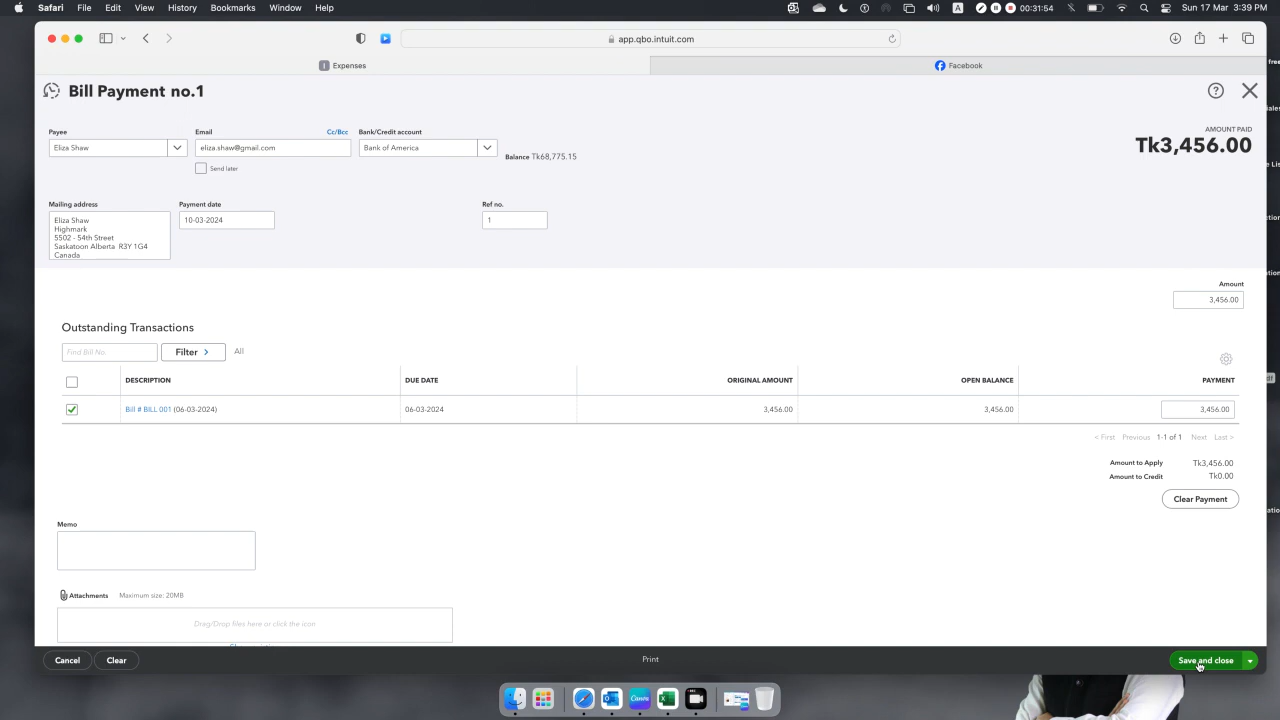 Safari File Edit View History Bookmarks Window Help
A
00:31:54
Sun 17 Mar 3:39 PM
app.qbo.intuit.com
I Expenses
Facebook
free
Bill Payment no.1
Payee
Email
Cc/Bcc
Bank/Credit account
AMOUNT PAID
Eliza Shaw
eliza.shaw@gmail.com
Bank of America
Balance Tk68,775.15
Tk3,456.00
Send later
Mailing address
Payment date
Ref no.
Eliza Shaw
Highmark
5502 - 54th Street
Saskatoon Alberta R3Y 1G4
Canada
10-03-2024
1
Amount
3,456.00
Outstanding Transactions
Find Bill No.
Filter >
All
DESCRIPTION DUE DATE ORIGINAL AMOUNT OPEN BALANCE PAYMENT
Bill # BILL 001 (06-03-2024) 06-03-2024 3,456.00 3,456.00 3,456.00
< First Previous 1-1 of 1 Next Last >
Amount to Apply Tk3,456.00
Amount to Credit Tk0.00
Clear Payment
Memo
Attachments Maximum size: 20MB
Drag/Drop files here or click the icon
Cancel Clear Print Save and close
Canva